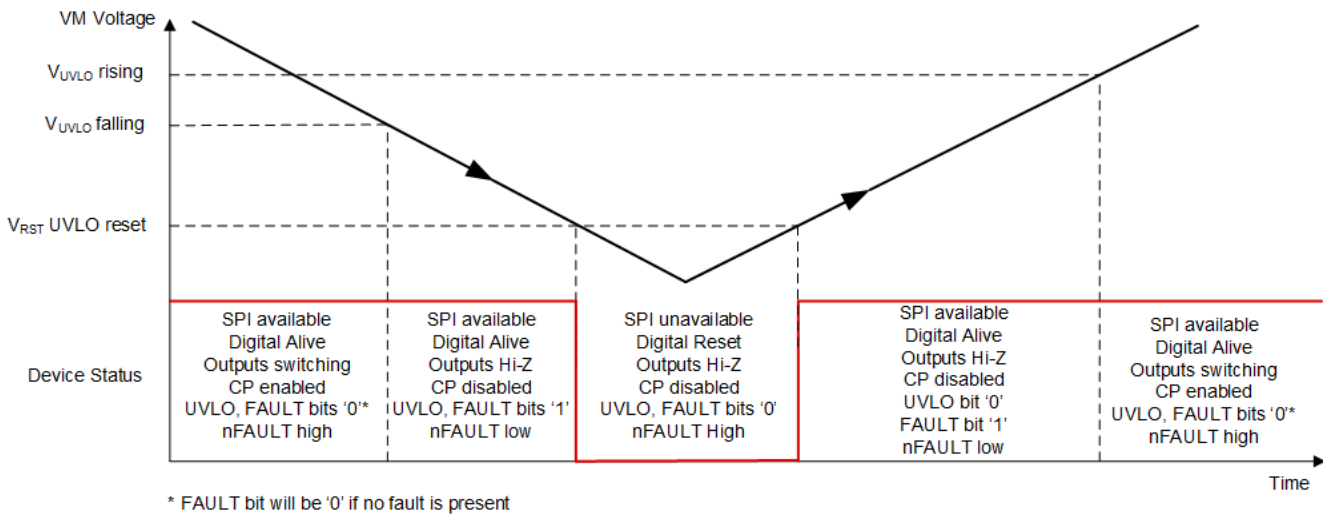 VM Voltage
VUVLO rising
VUVLO falling
VRST UVLO reset
Device Status
SPI available
Digital Alive
Outputs switching
CP enabled
UVLO, FAULT bits ‘0’*
nFAULT high
SPI available
Digital Alive
Outputs Hi-Z
CP disabled
UVLO, FAULT bits ‘1’
nFAULT low
SPI unavailable
Digital Reset
Outputs Hi-Z
CP disabled
UVLO, FAULT bits ‘0’
nFAULT High
SPI available
Digital Alive
Outputs Hi-Z
CP disabled
UVLO bit ‘0’
FAULT bit ‘1’
nFAULT low
SPI available
Digital Alive
Outputs switching
CP enabled
UVLO, FAULT bits ‘0’*
nFAULT high
Time
* FAULT bit will be ‘0’ if no fault is present